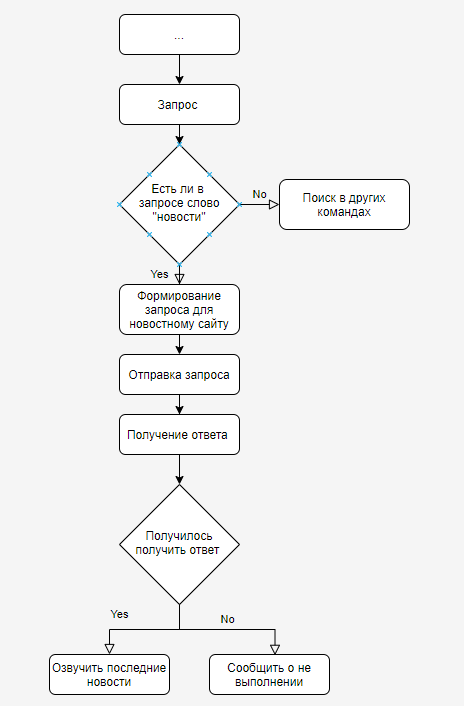 ...
Запрос
Есть ли в
запросе слово
"новости"
No
Поиск в других
командах
Yes
Формирование
запроса для
новостному сайту
Отправка запроса
Получение ответа
Получилось
получить ответ
Yes
No
Озвучить последние
новости
Сообщить о не
выполнении